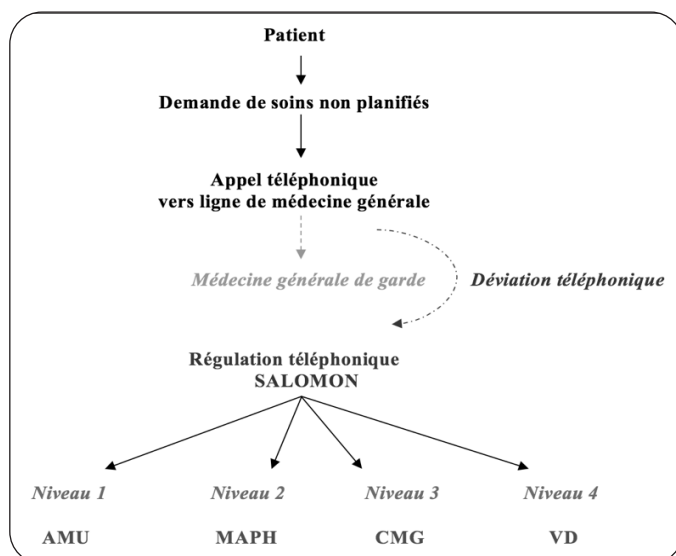 Patient
Demande de soins non planifiés
Appel téléphonique
vers ligne de médecine générale
Médecine générale de garde
Déviation téléphonique
Régulation téléphonique
SALOMON
Niveau 1
Niveau 2
Niveau 3
Niveau 4
AMU
MAPH
CMG
VD